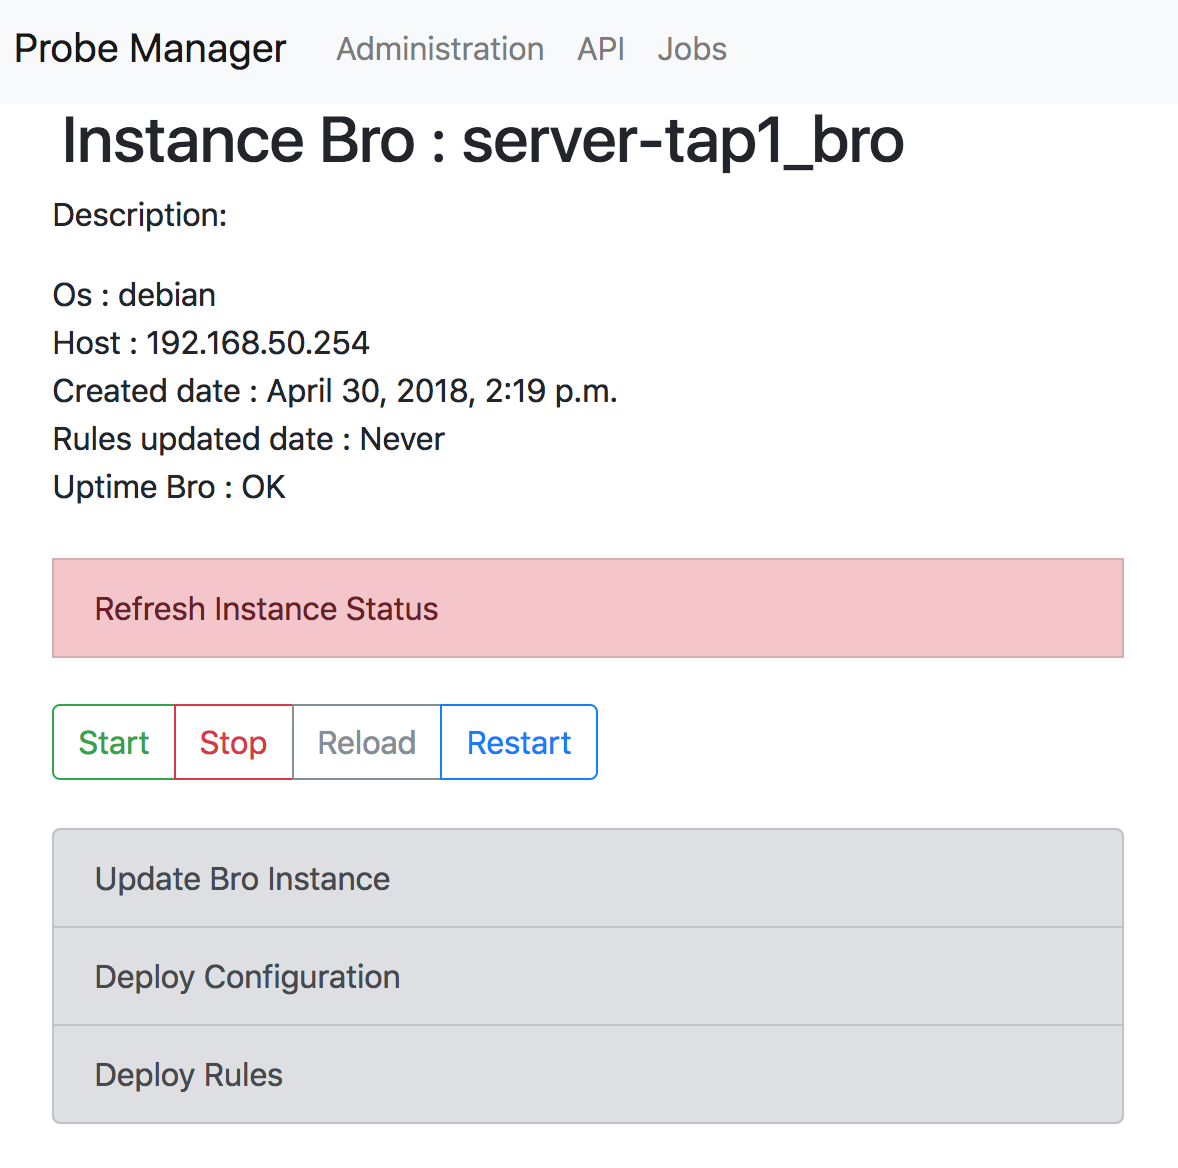 Probe Manager Administration API Jobs
Instance Bro : server-tap1_bro
Description:
Os : debian
Host : 192.168.50.254
Created date : April 30, 2018, 2:19 p.m.
Rules updated date : Never
Uptime Bro : OK
Refresh Instance Status
Start Stop Reload Restart
Update Bro Instance
Deploy Configuration
Deploy Rules